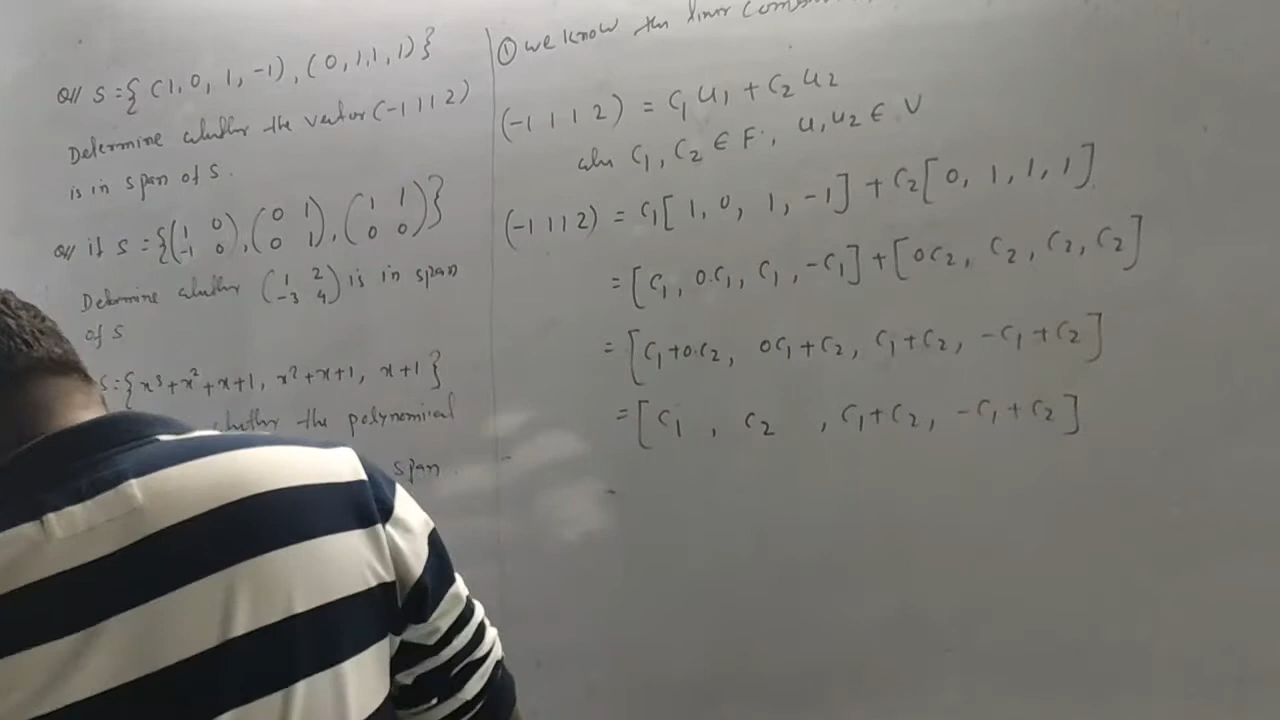 Q// S = { (1, 0, 1, -1), (0, 1, 1, 1) }
Determine whether the vector (-1 1 1 2)
is in span of S.
Q// if S = { (1 0 -1 0), (0 1 0 1), (1 1 0 0) }
Determine whether (1 2 -3 4) is in span
of S
S = { x³+x²+x+1, x²+x+1, x+1 }
whether the polynomial
span
① we know the linear
(-1 1 1 2) = C₁ u₁ + C₂ u₂
C₁, C₂ ∈ F, u, u₂ ∈ V
(-1 1 1 2) = C₁[1, 0, 1, -1] + C₂[0, 1, 1, 1]
= [C₁, 0.C₁, C₁, -C₁] + [0C₂, C₂, C₂, C₂]
= [C₁+0.C₂, 0C₁+C₂, C₁+C₂, -C₁+C₂]
= [C₁, C₂, C₁+C₂, -C₁+C₂]